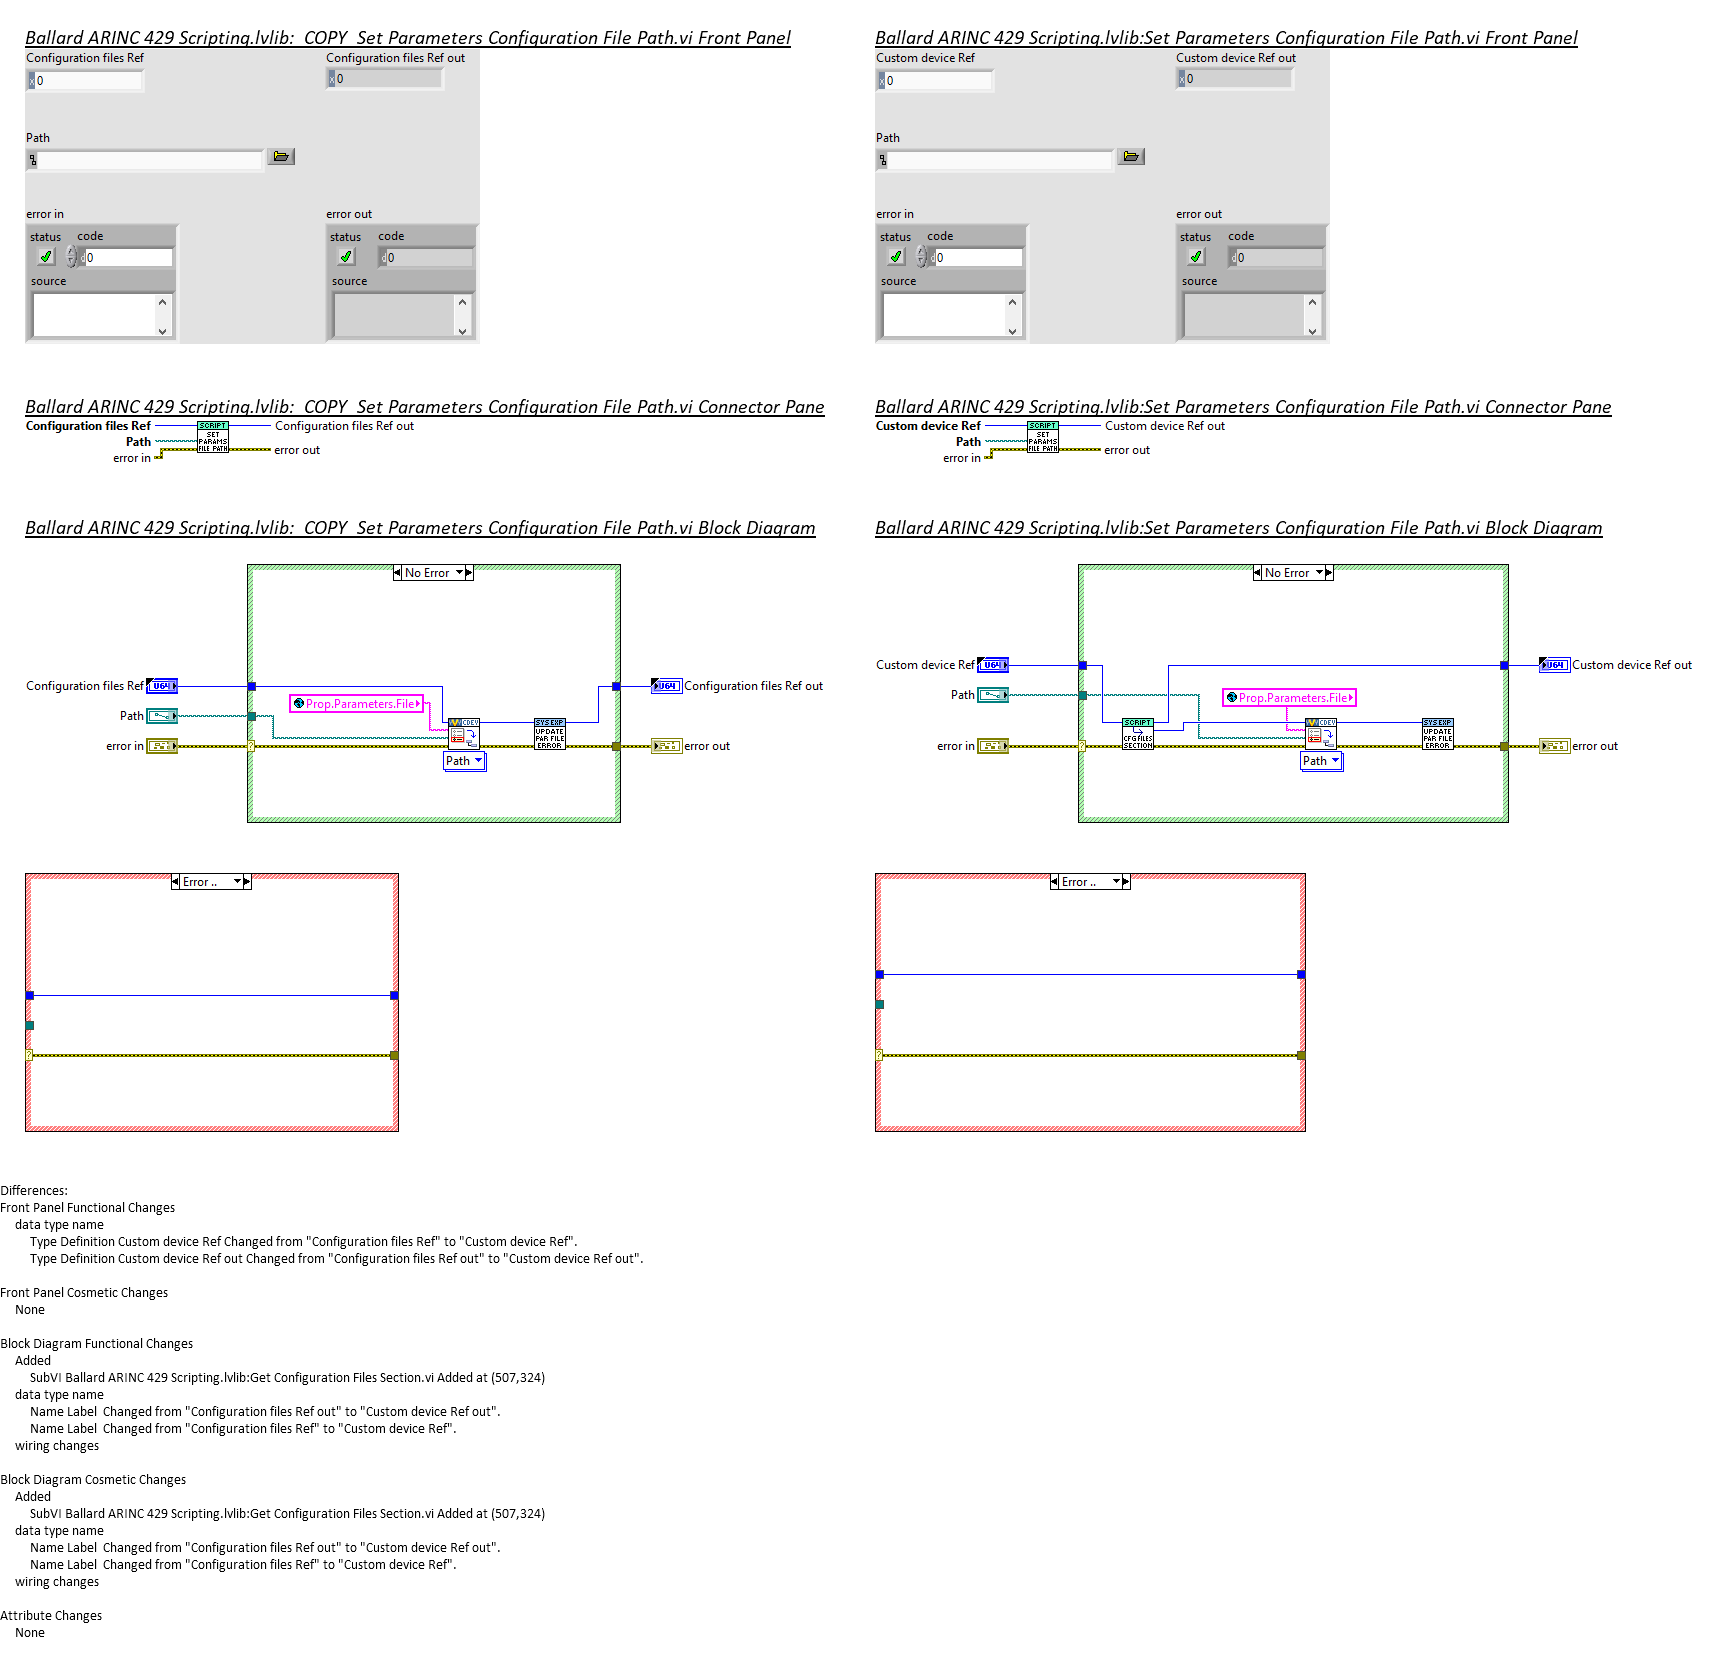 Ballard ARINC 429 Scripting.lvlib:  COPY  Set Parameters Configuration File Path.vi Front Panel
Configuration files Ref
Configuration files Ref out
x 0
x 0
Path
error in
error out
status
code
status
code
d 0
d 0
source
source
Ballard ARINC 429 Scripting.lvlib:Set Parameters Configuration File Path.vi Front Panel
Custom device Ref
Custom device Ref out
x 0
x 0
Path
error in
error out
status
code
status
code
d 0
d 0
source
source
Ballard ARINC 429 Scripting.lvlib:  COPY  Set Parameters Configuration File Path.vi Connector Pane
Configuration files Ref
Path
error in
SCRIPT
SET
PARAMS
FILE PATH
Configuration files Ref out
error out
Ballard ARINC 429 Scripting.lvlib:Set Parameters Configuration File Path.vi Connector Pane
Custom device Ref
Path
error in
SCRIPT
SET
PARAMS
FILE PATH
Custom device Ref out
error out
Ballard ARINC 429 Scripting.lvlib:  COPY  Set Parameters Configuration File Path.vi Block Diagram
No Error
Configuration files Ref
U64
Path
error in
?
Prop.Parameters.File
CDEV
Path
SYS EXP
UPDATE
PAR FILE
ERROR
U64
Configuration files Ref out
error out
Error ..
?
Ballard ARINC 429 Scripting.lvlib:Set Parameters Configuration File Path.vi Block Diagram
No Error
Custom device Ref
U64
Path
error in
?
SCRIPT
CFG FILES
SECTION
Prop.Parameters.File
CDEV
Path
SYS EXP
UPDATE
PAR FILE
ERROR
U64
Custom device Ref out
error out
Error ..
?
Differences:
Front Panel Functional Changes
data type name
Type Definition Custom device Ref Changed from "Configuration files Ref" to "Custom device Ref".
Type Definition Custom device Ref out Changed from "Configuration files Ref out" to "Custom device Ref out".
Front Panel Cosmetic Changes
None
Block Diagram Functional Changes
Added
SubVI Ballard ARINC 429 Scripting.lvlib:Get Configuration Files Section.vi Added at (507,324)
data type name
Name Label  Changed from "Configuration files Ref out" to "Custom device Ref out".
Name Label  Changed from "Configuration files Ref" to "Custom device Ref".
wiring changes
Block Diagram Cosmetic Changes
Added
SubVI Ballard ARINC 429 Scripting.lvlib:Get Configuration Files Section.vi Added at (507,324)
data type name
Name Label  Changed from "Configuration files Ref out" to "Custom device Ref out".
Name Label  Changed from "Configuration files Ref" to "Custom device Ref".
wiring changes
Attribute Changes
None